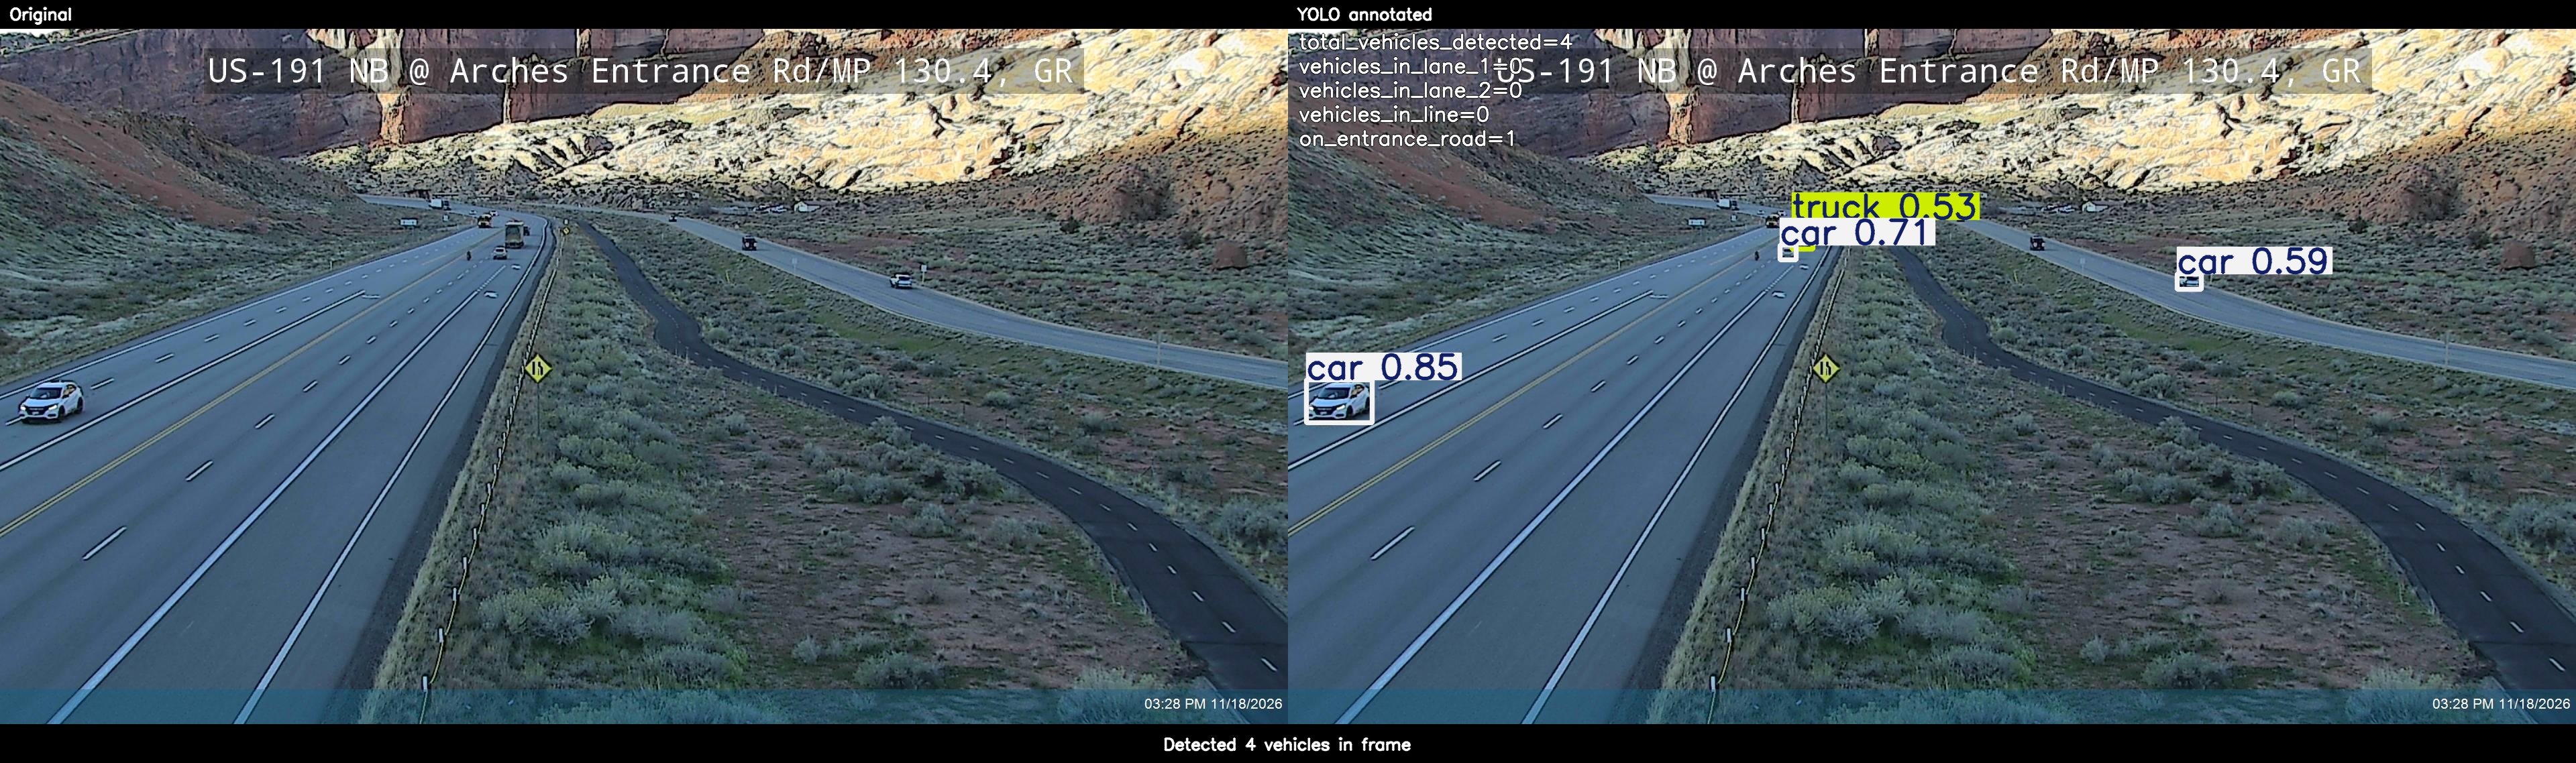 Original
US-191 NB @ Arches Entrance Rd/MP 130.4, GR
03:28 PM 11/18/2026
YOLO annotated
total_vehicles_detected=4
vehicles_in_lane_1=0
US-191 NB @ Arches Entrance Rd/MP 130.4, GR
vehicles_in_lane_2=0
vehicles_in_line=0
on_entrance_road=1
truck 0.53
car 0.71
car 0.59
car 0.85
03:28 PM 11/18/2026
Detected 4 vehicles in frame